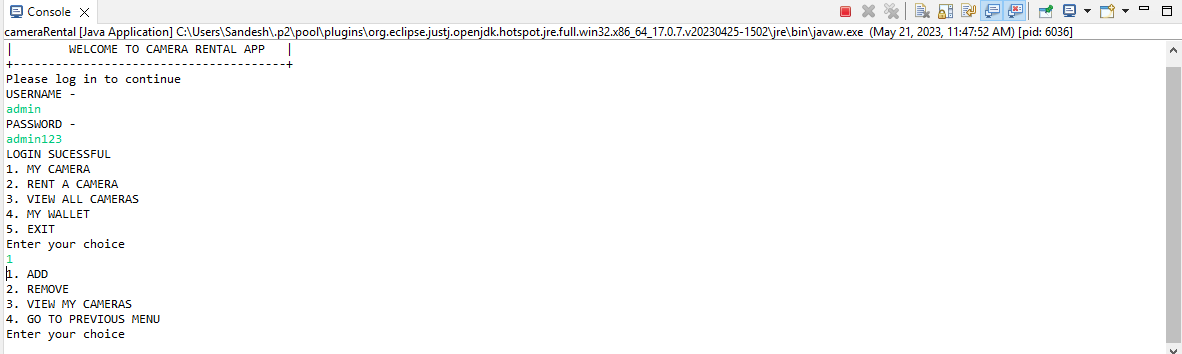 Console
cameraRental [Java Application] C:\Users\Sandesh\.p2\pool\plugins\org.eclipse.justj.openjdk.hotspot.jre.full.win32.x86_64_17.0.7.v20230425-1502\jre\bin\javaw.exe (May 21, 2023, 11:47:52 AM) [pid: 6036]
|        WELCOME TO CAMERA RENTAL APP   |
+---------------------------------------+
Please log in to continue
USERNAME -
admin
PASSWORD -
admin123
LOGIN SUCESSFUL
1. MY CAMERA
2. RENT A CAMERA
3. VIEW ALL CAMERAS
4. MY WALLET
5. EXIT
Enter your choice
1
1. ADD
2. REMOVE
3. VIEW MY CAMERAS
4. GO TO PREVIOUS MENU
Enter your choice